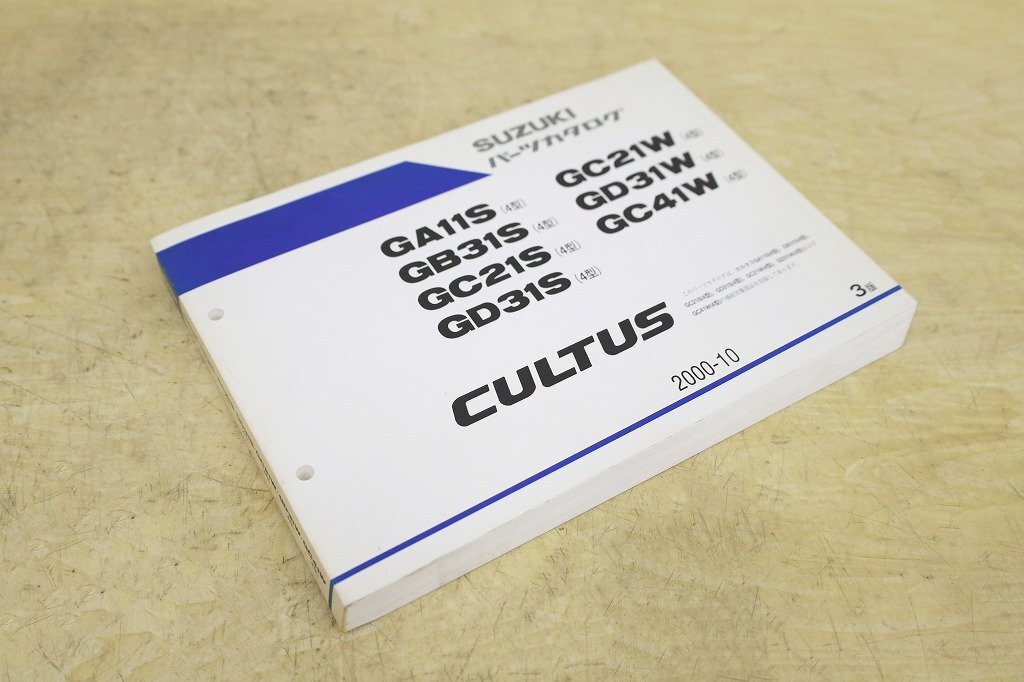 SUZUKI
パーツカタログ
GA11S(4型)
GB31S(4型)
GC21S(4型)
GD31S(4型)
GC21W(4型)
GD31W(4型)
GC41W(4型)
CULTUS
2000-10
3版